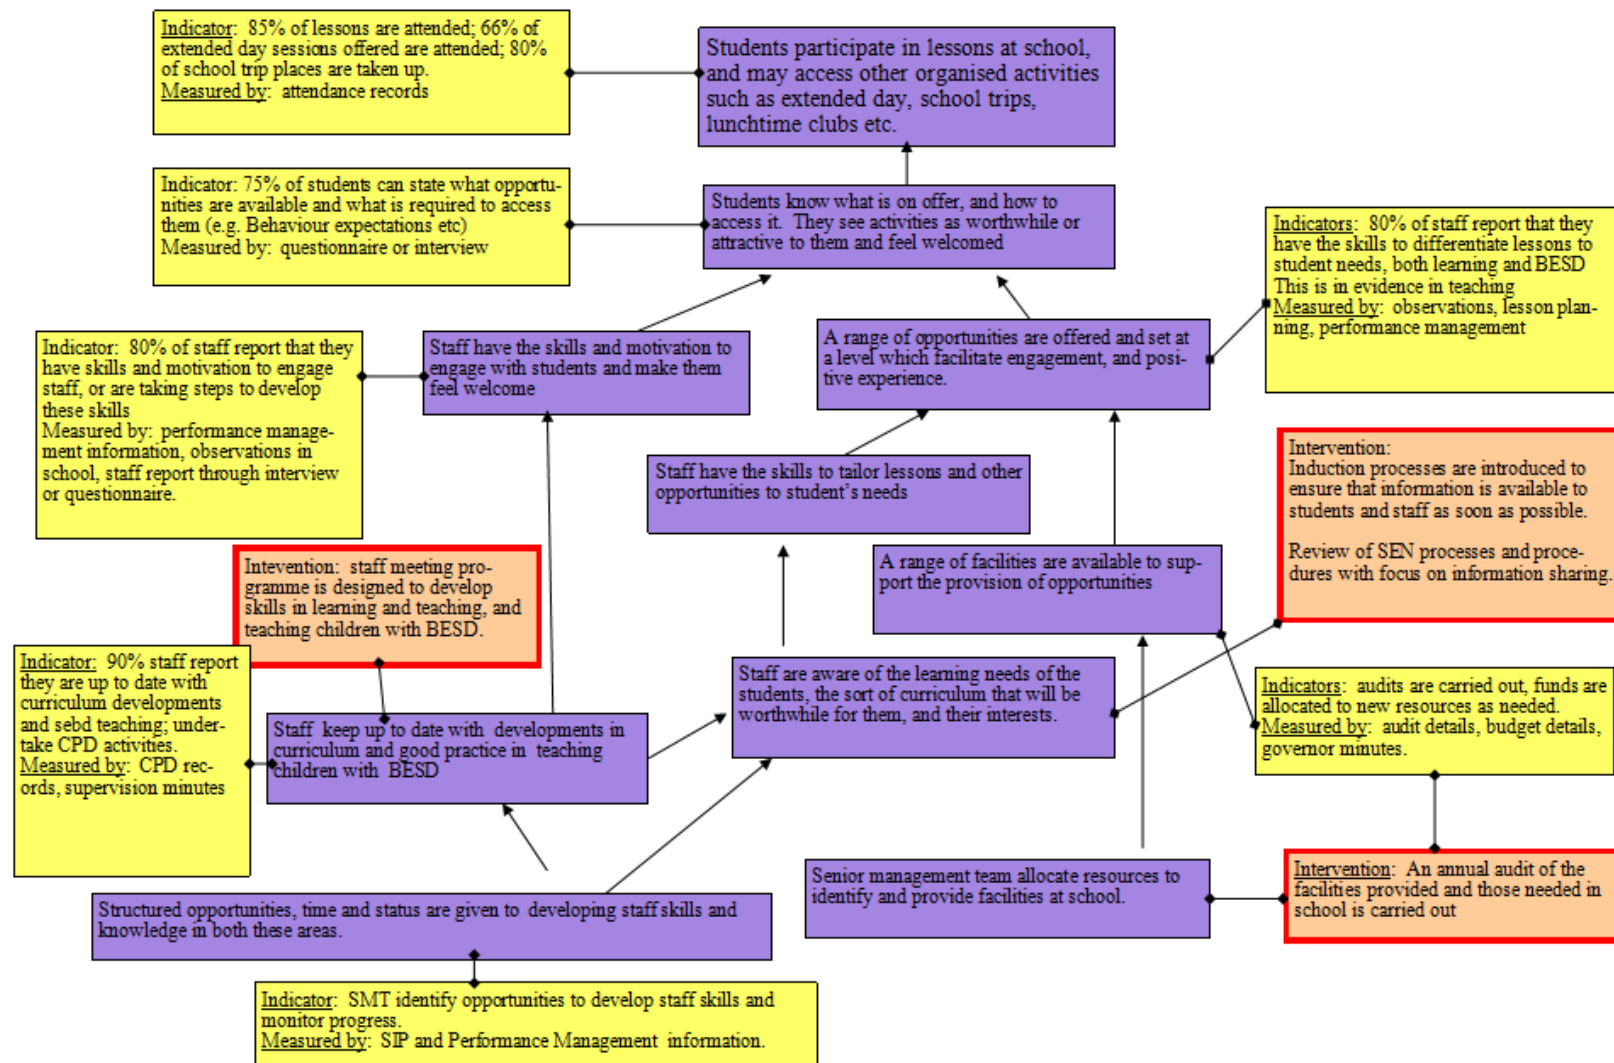 Indicator:  85% of lessons are attended; 66% of
extended day sessions offered are attended; 80%
of school trip places are taken up.
Measured by:  attendance records
Students participate in lessons at school,
and may access other organised activities
such as extended day, school trips,
lunchtime clubs etc.
Indicator: 75% of students can state what opportu-
nities are available and what is required to access
them (e.g. Behaviour expectations etc)
Measured by:  questionnaire or interview
Students know what is on offer, and how to
access it.  They see activities as worthwhile or
attractive to them and feel welcomed
Indicators:  80% of staff report that they
have the skills to differentiate lessons to
student needs, both learning and BESD
This is in evidence in teaching
Measured by:  observations, lesson plan-
ning, performance management
Indicator:  80% of staff report that they
have skills and motivation to engage
staff, or are taking steps to develop
these skills
Measured by:  performance manage-
ment information, observations in
school, staff report through interview
or questionnaire.
Staff have the skills and motivation to
engage with students and make them
feel welcome
A range of opportunities are offered and set at
a level which facilitate engagement, and posi-
tive experience.
Staff have the skills to tailor lessons and other
opportunities to student's needs
Intervention:
Induction processes are introduced to
ensure that information is available to
students and staff as soon as possible.
Review of SEN processes and proce-
dures with focus on information sharing.
A range of facilities are available to sup-
port the provision of opportunities
Intevention:  staff meeting pro-
gramme is designed to develop
skills in learning and teaching, and
teaching children with BESD.
Indicator:  90% staff report
they are up to date with
curriculum developments
and sebd teaching; under-
take CPD activities.
Measured by:  CPD rec-
ords, supervision minutes
Staff  keep up to date with  developments in
curriculum and good practice in  teaching
children with  BESD
Staff are aware of the learning needs of the
students, the sort of curriculum that will be
worthwhile for them, and their interests.
Indicators:  audits are carried out, funds are
allocated to new resources as needed.
Measured by:  audit details, budget details,
governor minutes.
Structured opportunities, time and status are given to  developing staff skills and
knowledge in both these areas.
Senior management team allocate resources to
identify and provide facilities at school.
Intervention:  An annual audit of the
facilities provided and those needed in
school is carried out
Indicator:  SMT identify opportunities to develop staff skills and
monitor progress.
Measured by:  SIP and Performance Management  information.